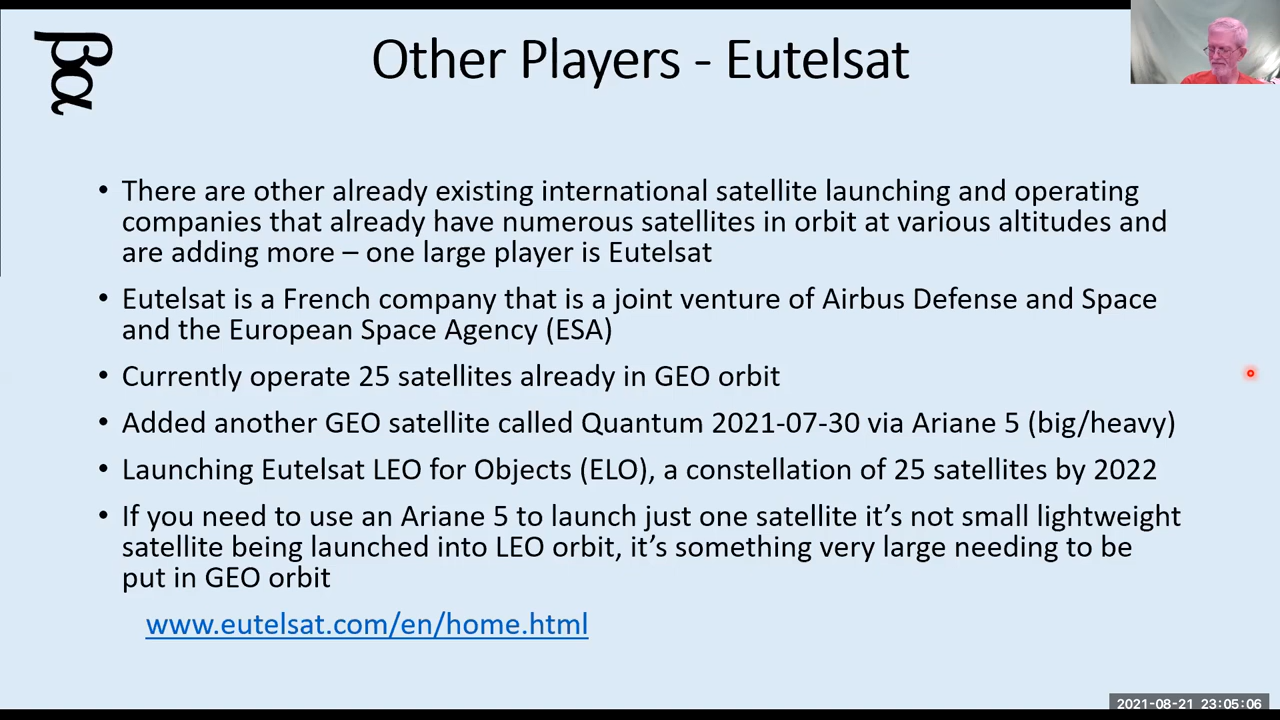 βα
Other Players - Eutelsat
• There are other already existing international satellite launching and operating
companies that already have numerous satellites in orbit at various altitudes and
are adding more – one large player is Eutelsat
• Eutelsat is a French company that is a joint venture of Airbus Defense and Space
and the European Space Agency (ESA)
• Currently operate 25 satellites already in GEO orbit
• Added another GEO satellite called Quantum 2021-07-30 via Ariane 5 (big/heavy)
• Launching Eutelsat LEO for Objects (ELO), a constellation of 25 satellites by 2022
• If you need to use an Ariane 5 to launch just one satellite it’s not small lightweight
satellite being launched into LEO orbit, it’s something very large needing to be
put in GEO orbit
www.eutelsat.com/en/home.html
2021-08-21 23:05:06